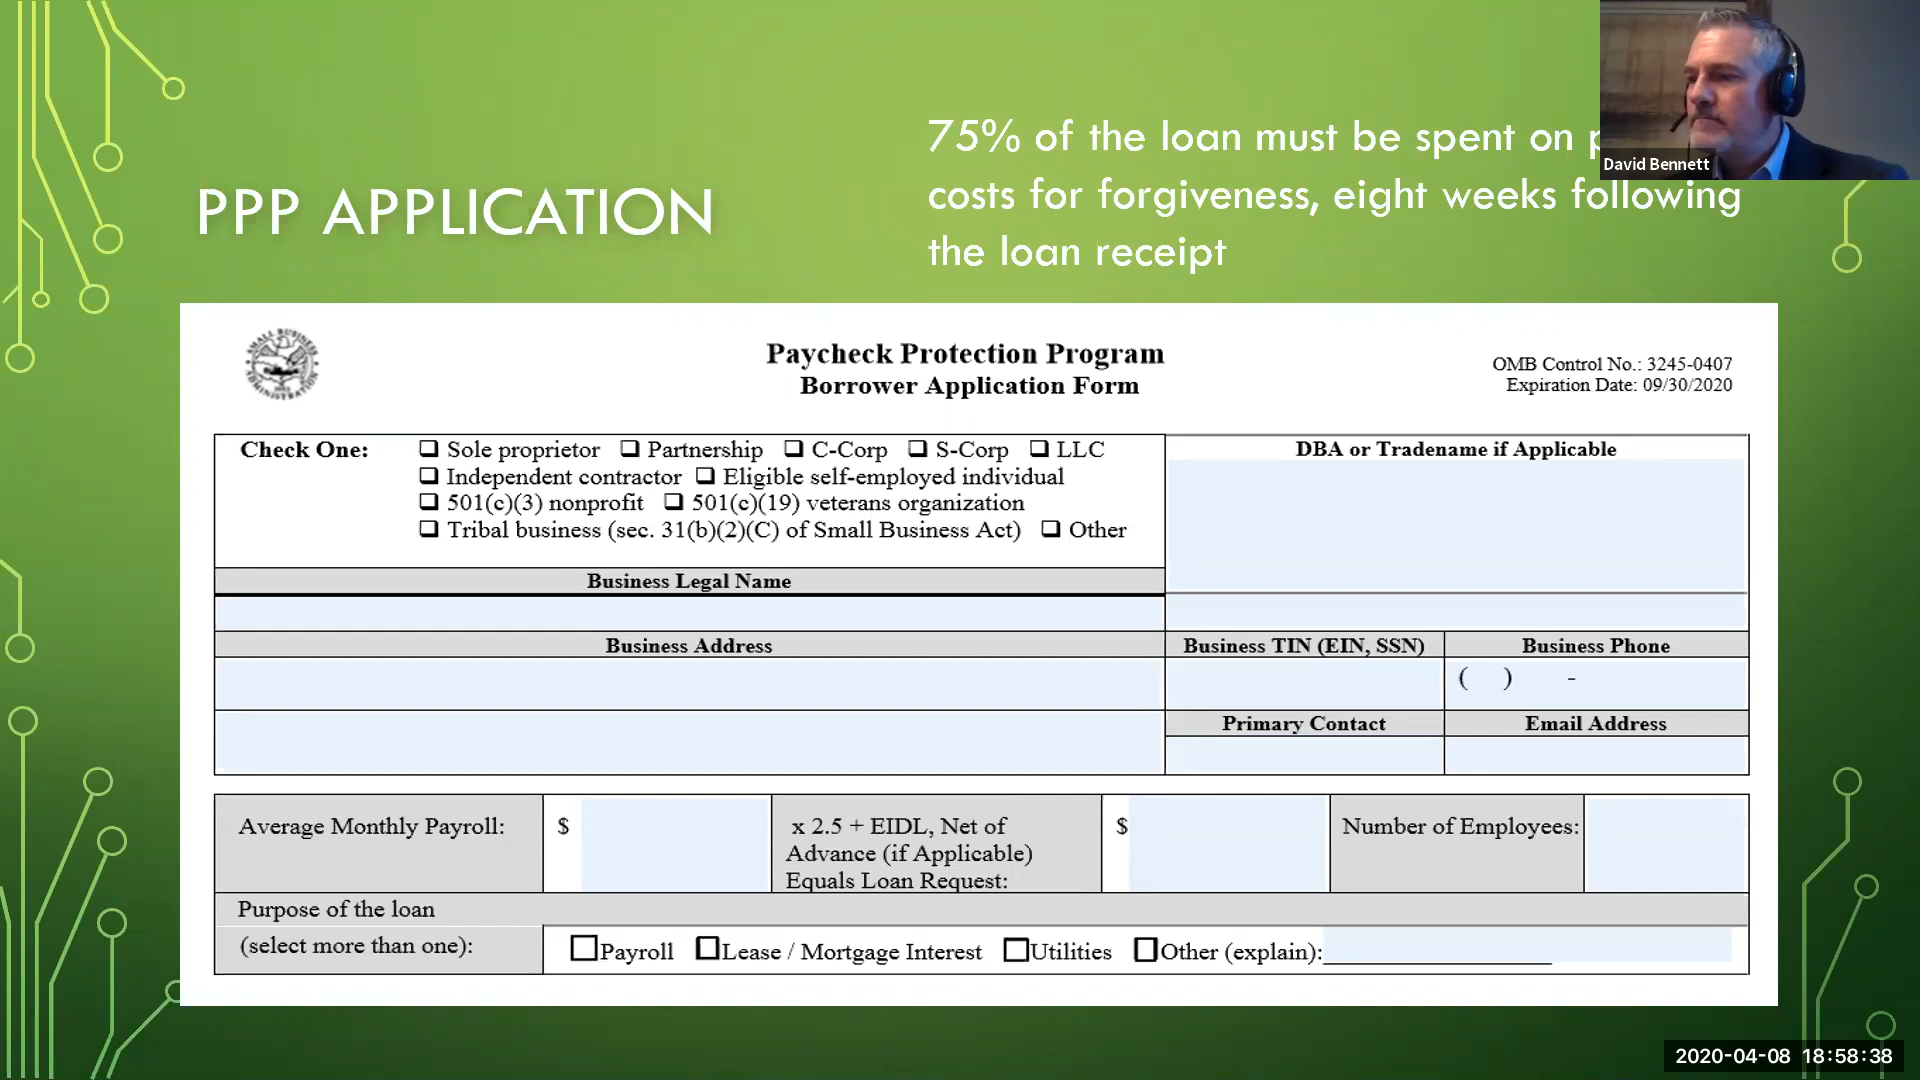 75% of the loan must be spent on
costs for forgiveness, eight weeks following
the loan receipt
David Bennett
PPP APPLICATION
SMALL BUSINESS ADMINISTRATION
Paycheck Protection Program
Borrower Application Form
OMB Control No.: 3245-0407
Expiration Date: 09/30/2020
Check One: ❑ Sole proprietor ❑ Partnership ❑ C-Corp ❑ S-Corp ❑ LLC
❑ Independent contractor ❑ Eligible self-employed individual
❑ 501(c)(3) nonprofit ❑ 501(c)(19) veterans organization
❑ Tribal business (sec. 31(b)(2)(C) of Small Business Act) ❑ Other
DBA or Tradename if Applicable
Business Legal Name
Business Address
Business TIN (EIN, SSN)
Business Phone
( ) -
Primary Contact
Email Address
Average Monthly Payroll:
$
x 2.5 + EIDL, Net of
Advance (if Applicable)
Equals Loan Request:
$
Number of Employees:
Purpose of the loan
(select more than one):
☐Payroll ☐Lease / Mortgage Interest ☐Utilities ☐Other (explain):
2020-04-08 18:58:38